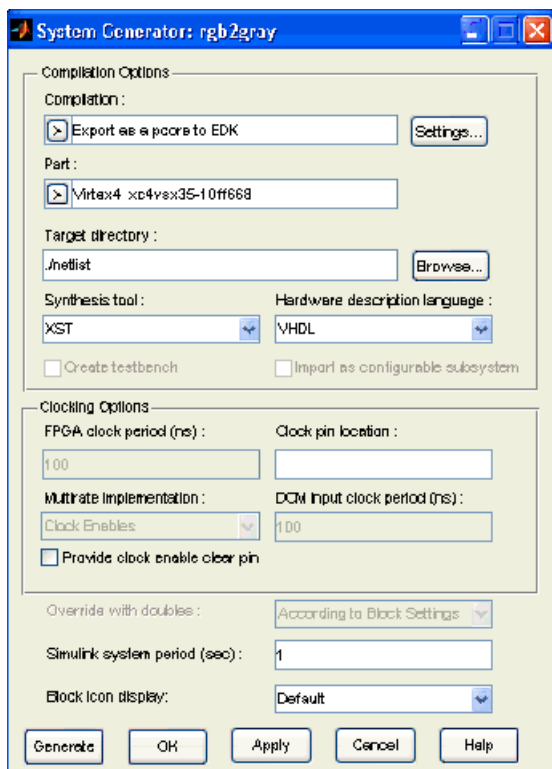 System Generator: rgb2gray
Compilation Options
Compilation :
Export as a pcore to EDK
Settings...
Part :
Virtex4 xc4vsx35-10ff668
Target directory :
./netlist
Browse...
Synthesis tool :
Hardware description language :
XST
VHDL
Create testbench
Import as configurable subsystem
Clocking Options
FPGA clock period (ns) :
Clock pin location :
100
Multirate implementation :
DCM input clock period (ns) :
Clock Enables
100
Provide clock enable clear pin
Override with doubles :
According to Block Settings
Simulink system period (sec) :
1
Block icon display:
Default
Generate
OK
Apply
Cancel
Help